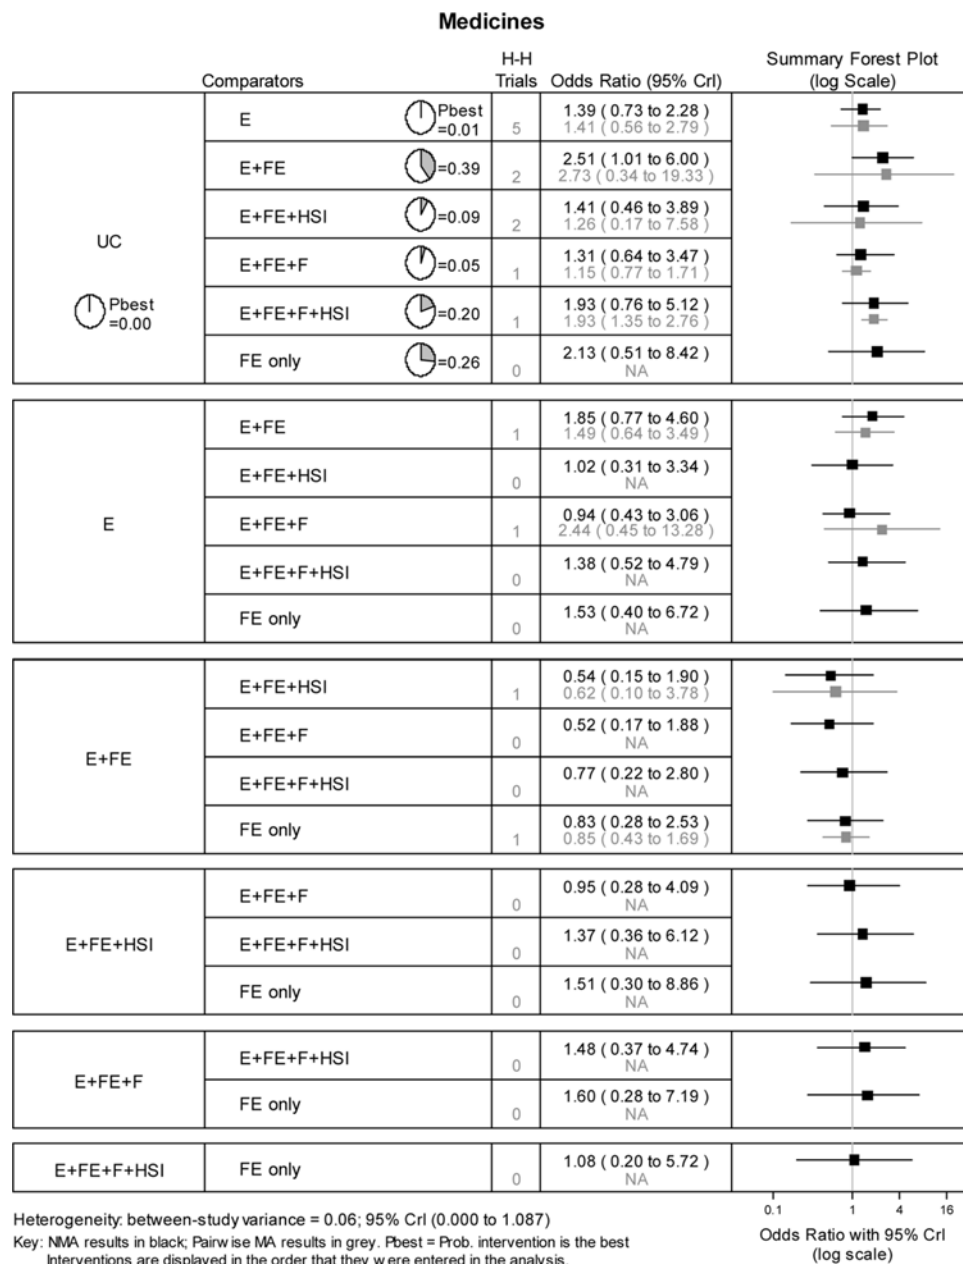 Medicines
Comparators
H-H
Trials
Odds Ratio (95% CrI)
Summary Forest Plot
(log Scale)
UC
Pbest
=0.00
E
Pbest
=0.01
5
1.39 ( 0.73 to 2.28 )
1.41 ( 0.56 to 2.79 )
E+FE
=0.39
2
2.51 ( 1.01 to 6.00 )
2.73 ( 0.34 to 19.33 )
E+FE+HSI
=0.09
2
1.41 ( 0.46 to 3.89 )
1.26 ( 0.17 to 7.58 )
E+FE+F
=0.05
1
1.31 ( 0.64 to 3.47 )
1.15 ( 0.77 to 1.71 )
E+FE+F+HSI
=0.20
1
1.93 ( 0.76 to 5.12 )
1.93 ( 1.35 to 2.76 )
FE only
=0.26
0
2.13 ( 0.51 to 8.42 )
NA
E
E+FE
1
1.85 ( 0.77 to 4.60 )
1.49 ( 0.64 to 3.49 )
E+FE+HSI
0
1.02 ( 0.31 to 3.34 )
NA
E+FE+F
1
0.94 ( 0.43 to 3.06 )
2.44 ( 0.45 to 13.28 )
E+FE+F+HSI
0
1.38 ( 0.52 to 4.79 )
NA
FE only
0
1.53 ( 0.40 to 6.72 )
NA
E+FE
E+FE+HSI
1
0.54 ( 0.15 to 1.90 )
0.62 ( 0.10 to 3.78 )
E+FE+F
0
0.52 ( 0.17 to 1.88 )
NA
E+FE+F+HSI
0
0.77 ( 0.22 to 2.80 )
NA
FE only
1
0.83 ( 0.28 to 2.53 )
0.85 ( 0.43 to 1.69 )
E+FE+HSI
E+FE+F
0
0.95 ( 0.28 to 4.09 )
NA
E+FE+F+HSI
0
1.37 ( 0.36 to 6.12 )
NA
FE only
0
1.51 ( 0.30 to 8.86 )
NA
E+FE+F
E+FE+F+HSI
0
1.48 ( 0.37 to 4.74 )
NA
FE only
0
1.60 ( 0.28 to 7.19 )
NA
E+FE+F+HSI
FE only
0
1.08 ( 0.20 to 5.72 )
NA
0.1 1 4 16
Odds Ratio with 95% CrI
(log scale)
Heterogeneity: between-study variance = 0.06; 95% CrI (0.000 to 1.087)
Key: NMA results in black; Pairwise MA results in grey. Pbest = Prob. intervention is the best
Interventions are displayed in the order that they were entered in the analysis.